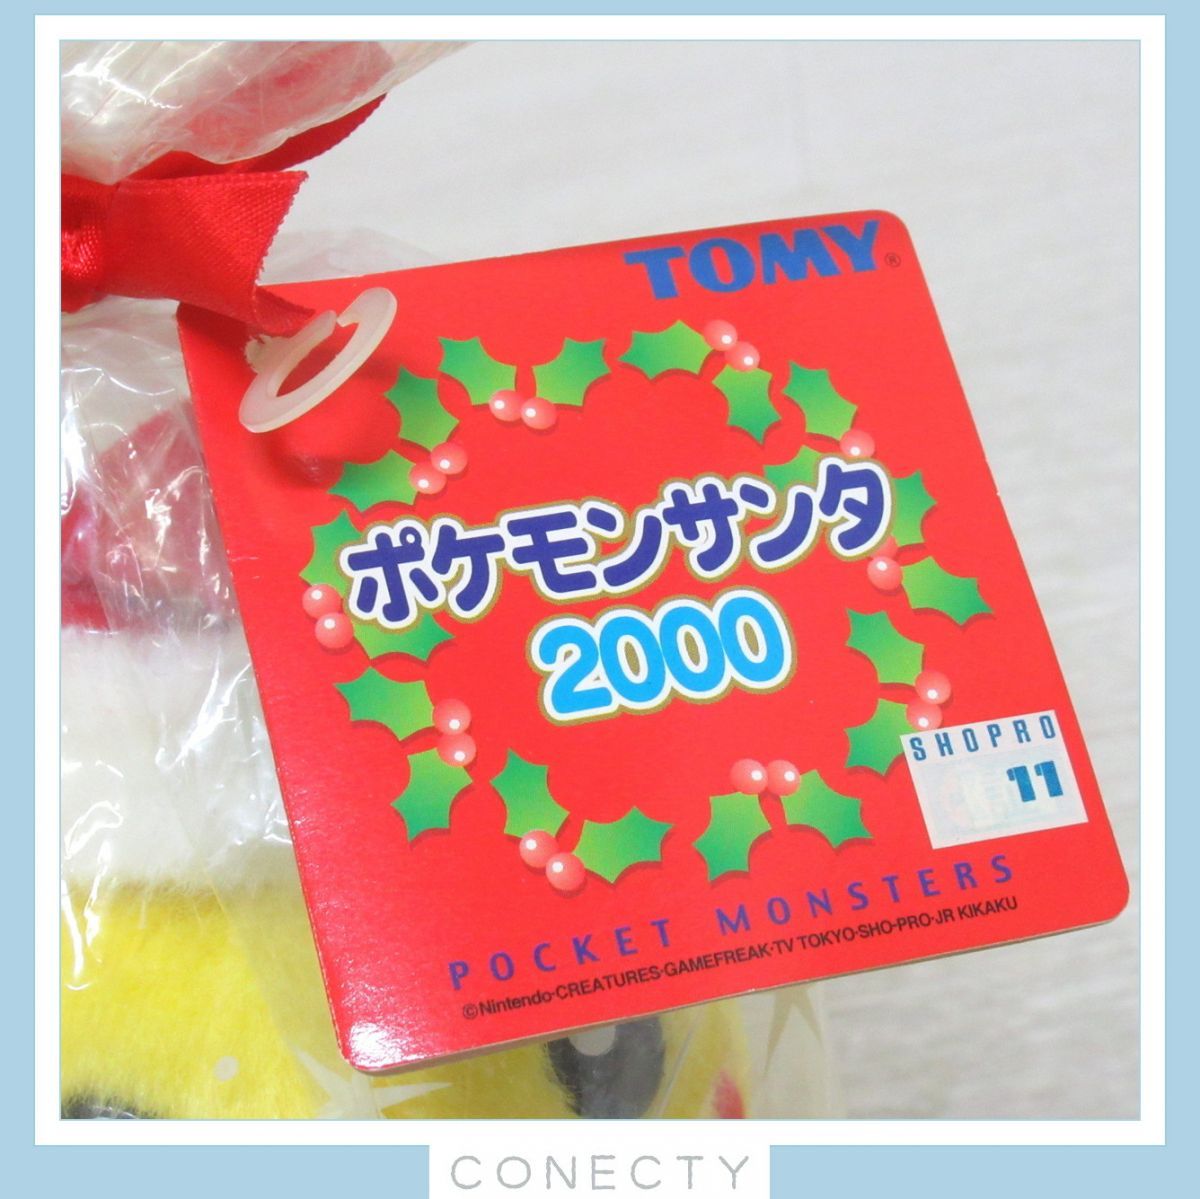 TOMY®
ポケモンサンタ
2000
SHOPRO
11
POCKET MONSTERS
©Nintendo·CREATURES·GAMEFREAK·TV TOKYO·SHO-PRO·JR KIKAKU
CONECTY